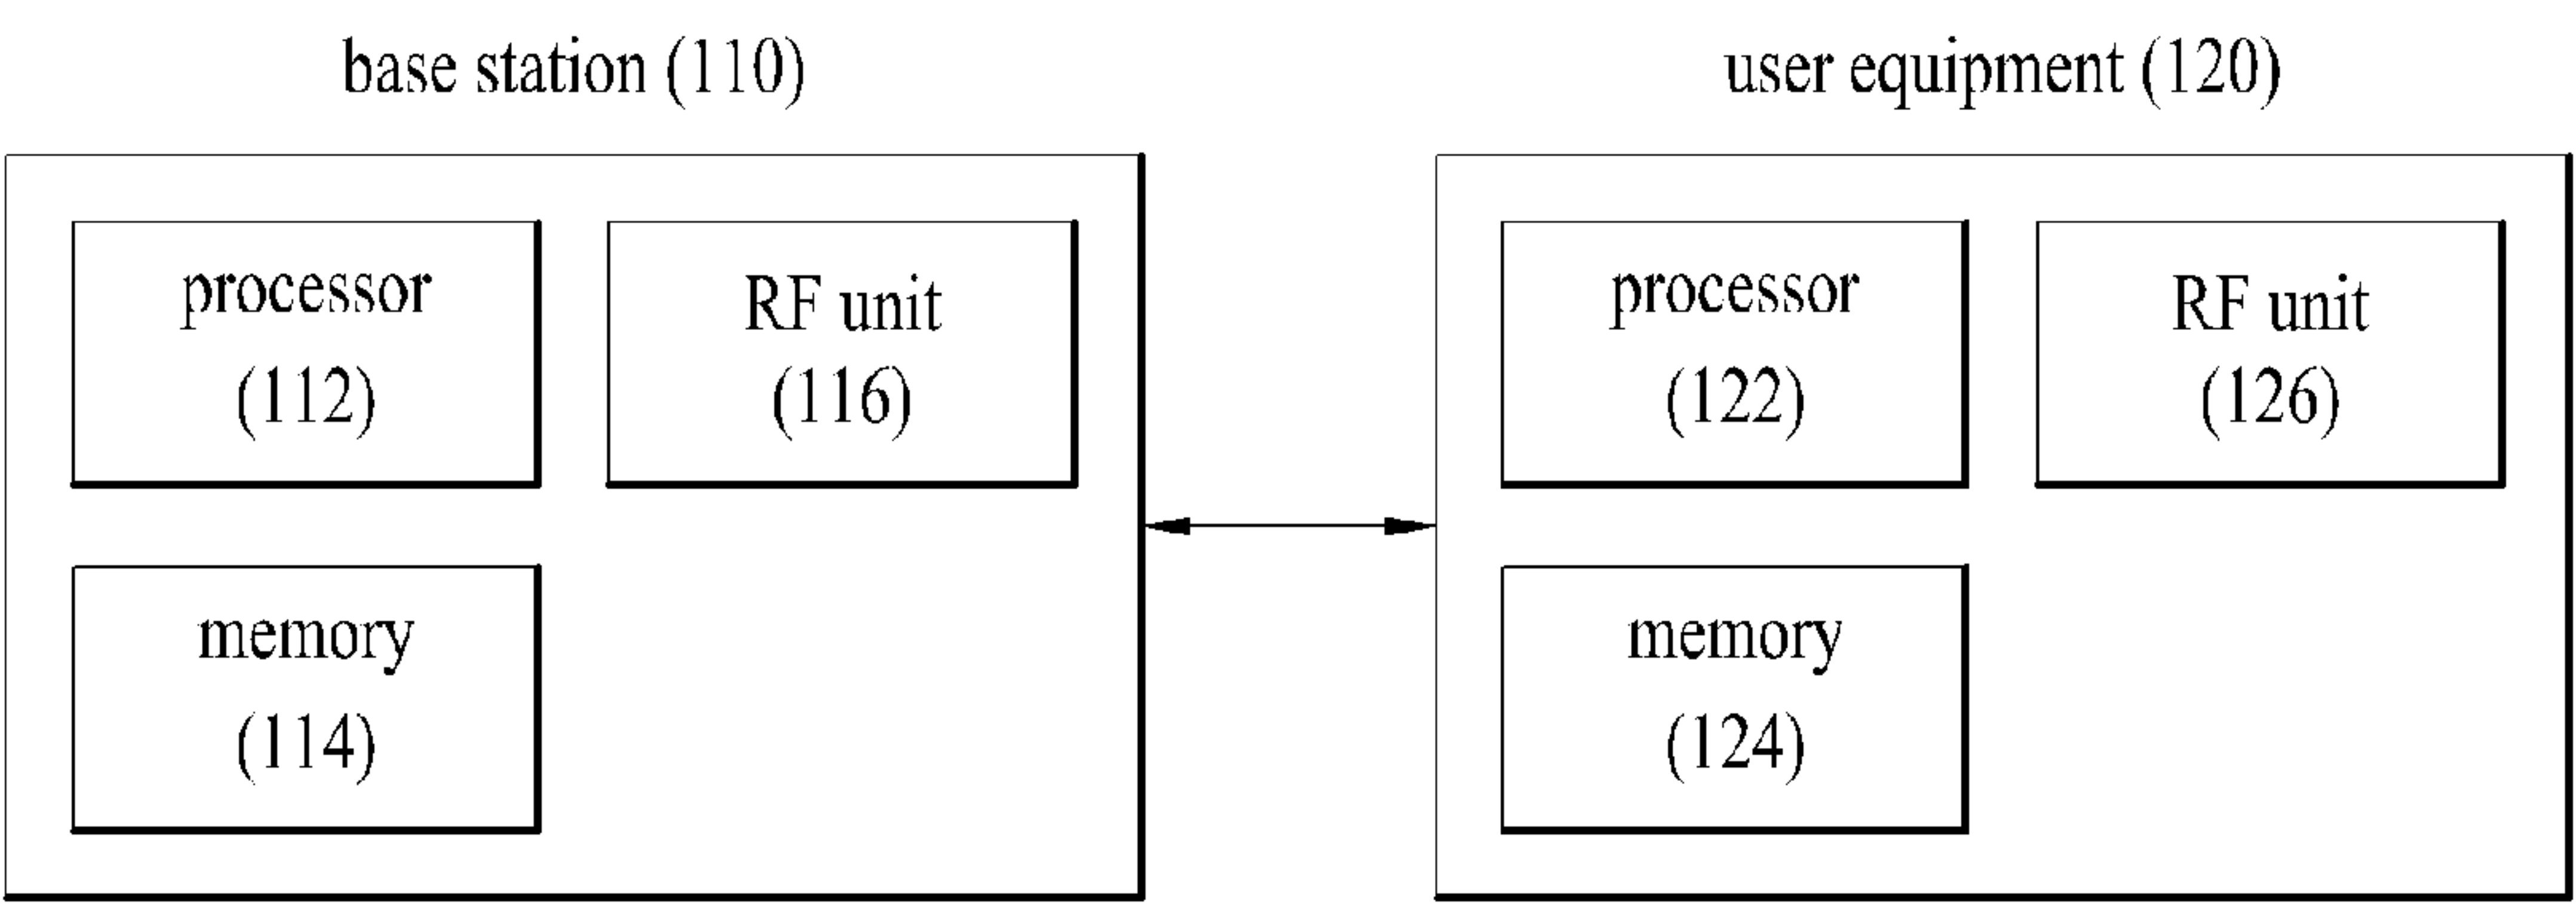 base station (110)
processor
(112)
RF unit
(116)
memory
(114)
user equipment (120)
processor
(122)
RF unit
(126)
memory
(124)